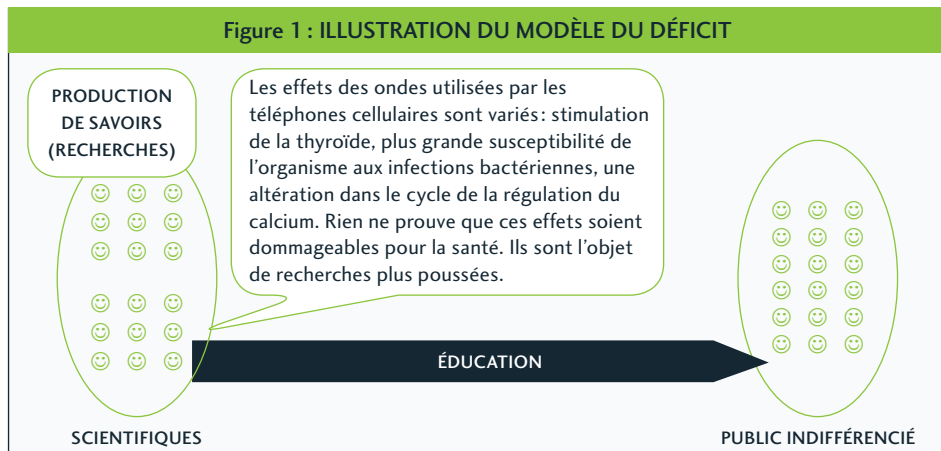 Figure 1 : ILLUSTRATION DU MODÈLE DU DÉFICIT
PRODUCTION
DE SAVOIRS
(RECHERCHES)
Les effets des ondes utilisées par les
téléphones cellulaires sont variés : stimulation
de la thyroïde, plus grande susceptibilité de
l’organisme aux infections bactériennes, une
altération dans le cycle de la régulation du
calcium. Rien ne prouve que ces effets soient
dommageables pour la santé. Ils sont l’objet
de recherches plus poussées.
ÉDUCATION
SCIENTIFIQUES
PUBLIC INDIFFÉRENCIÉ